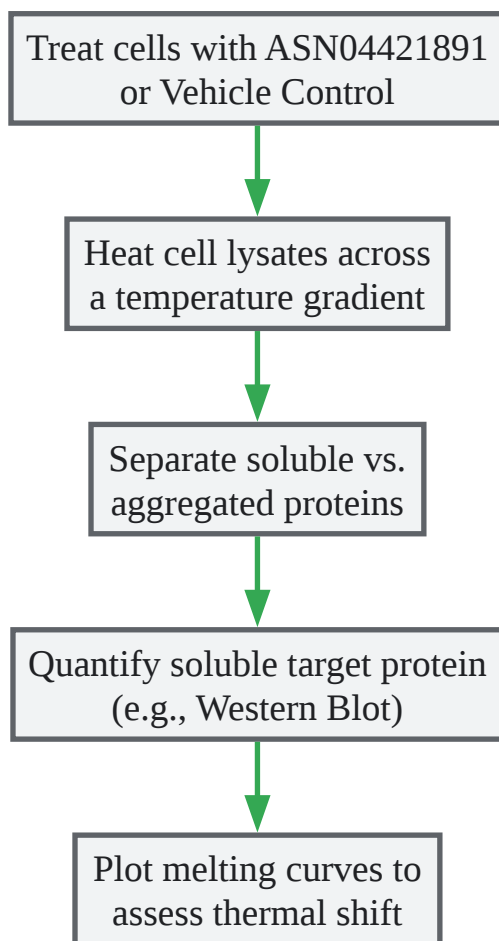 Treat cells with ASN04421891
or Vehicle Control
Heat cell lysates across
a temperature gradient
Separate soluble vs.
aggregated proteins
Quantify soluble target protein
(e.g., Western Blot)
Plot melting curves to
assess thermal shift